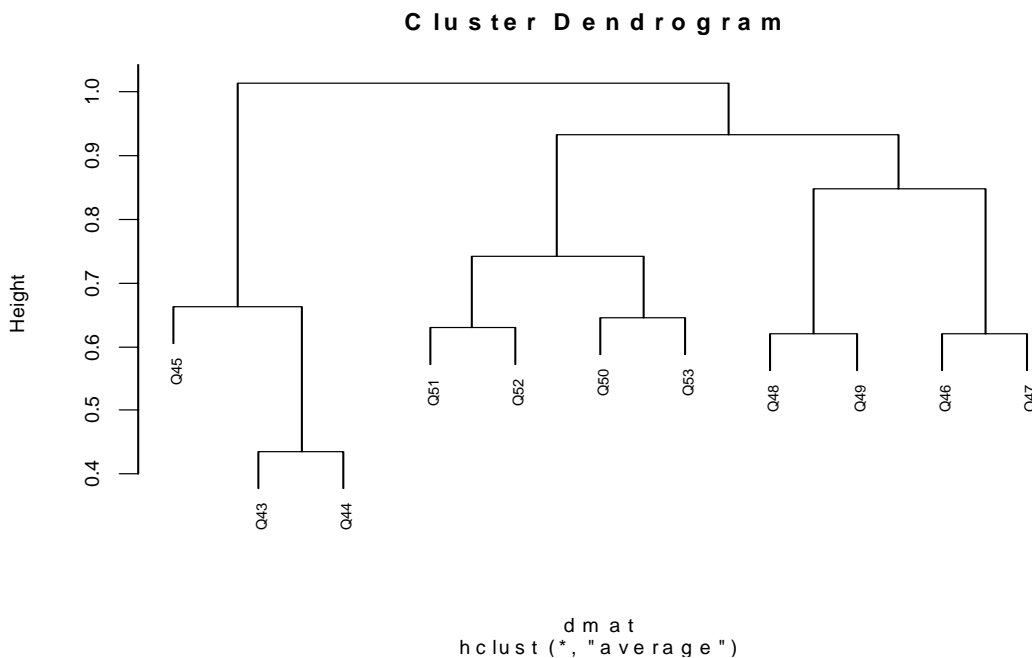 Cluster Dendrogram
Height
1.0
0.9
0.8
0.7
0.6
0.5
0.4
Q45
Q43
Q44
Q51
Q52
Q50
Q53
Q48
Q49
Q46
Q47
dmat
hclust (*, "average")